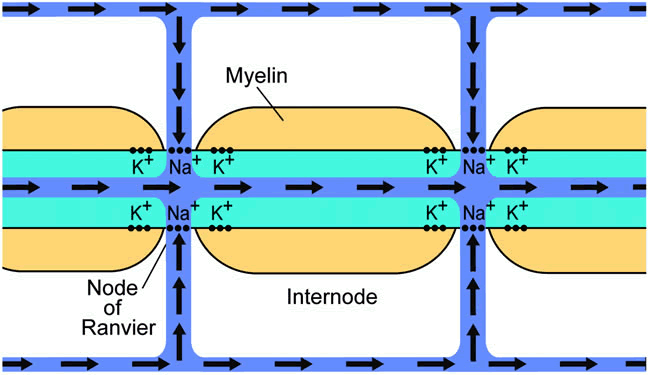 Myelin
K+ Na+ K+ K+ Na+ K+
K+ Na+ K+ K+ Na+ K+
Node
of
Ranvier
Internode